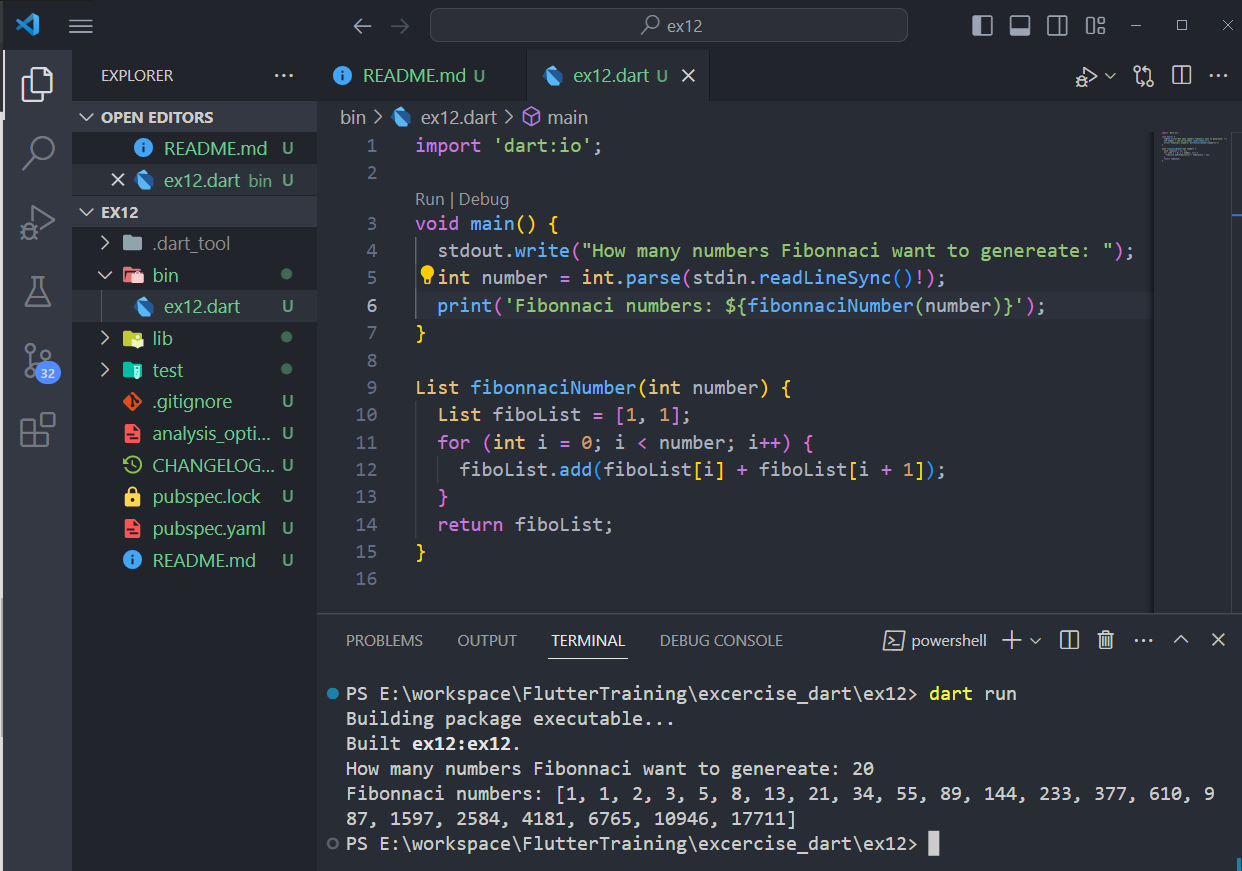 ex12
EXPLORER
OPEN EDITORS
README.md U
ex12.dart bin U
EX12
.dart_tool
bin
ex12.dart U
lib
test
.gitignore U
analysis_opti... U
CHANGELOG... U
pubspec.lock U
pubspec.yaml U
README.md U
32
README.md U
ex12.dart U
bin > ex12.dart > main
1 import 'dart:io';
2
Run | Debug
3 void main() {
4 stdout.write("How many numbers Fibonnaci want to genereate: ");
5 int number = int.parse(stdin.readLineSync()!);
6 print('Fibonnaci numbers: ${fibonnaciNumber(number)}');
7 }
8
9 List fibonnaciNumber(int number) {
10 List fiboList = [1, 1];
11 for (int i = 0; i < number; i++) {
12 fiboList.add(fiboList[i] + fiboList[i + 1]);
13 }
14 return fiboList;
15 }
16
PROBLEMS OUTPUT TERMINAL DEBUG CONSOLE powershell
PS E:\workspace\FlutterTraining\excercise_dart\ex12> dart run
Building package executable...
Built ex12:ex12.
How many numbers Fibonnaci want to genereate: 20
Fibonnaci numbers: [1, 1, 2, 3, 5, 8, 13, 21, 34, 55, 89, 144, 233, 377, 610, 9
87, 1597, 2584, 4181, 6765, 10946, 17711]
PS E:\workspace\FlutterTraining\excercise_dart\ex12>